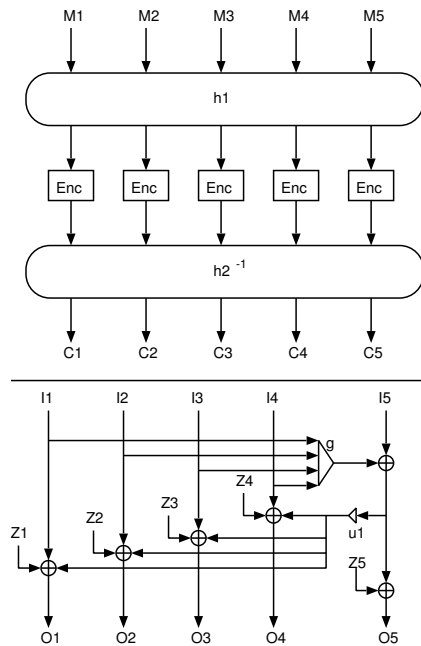 M1 M2 M3 M4 M5
h1
Enc Enc Enc Enc Enc
h2 -1
C1 C2 C3 C4 C5
I1 I2 I3 I4 I5
g
Z4
Z3
Z2
Z1
u1
Z5
O1 O2 O3 O4 O5